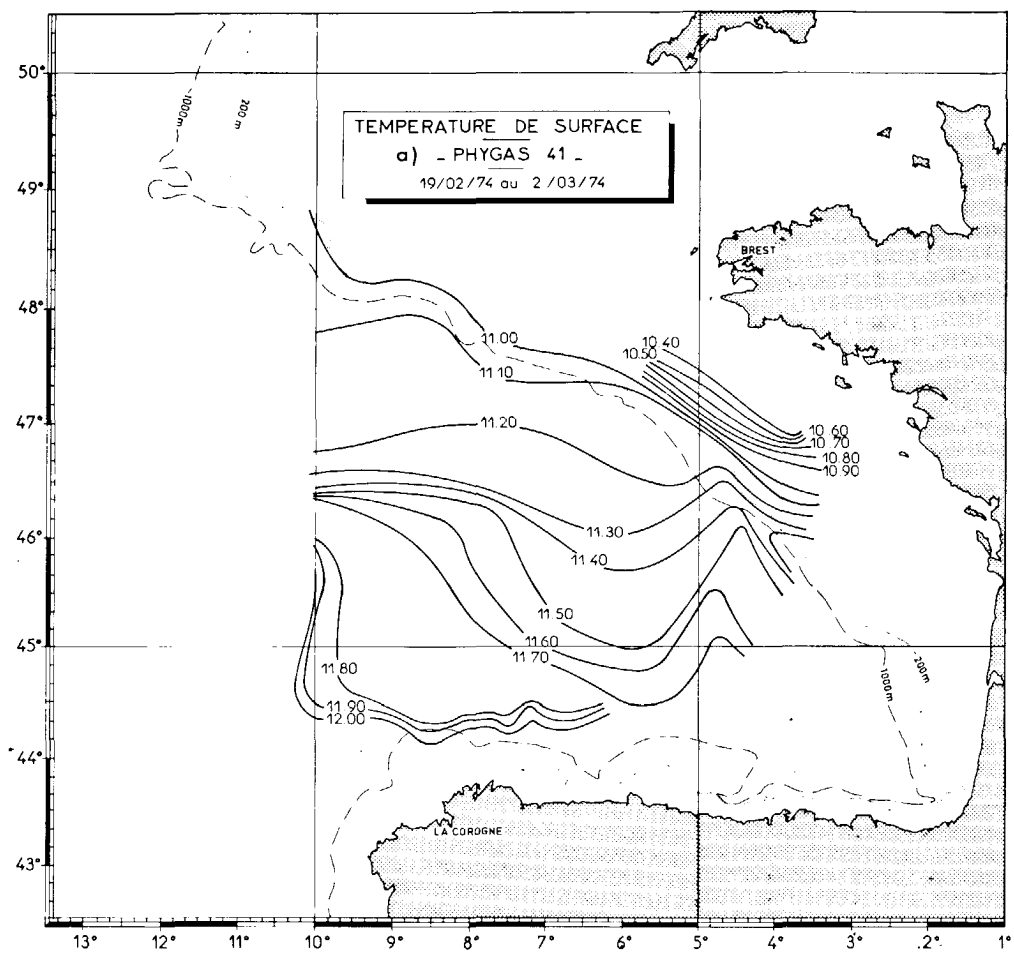 50°
49°
48°
47°
46°
45°
44°
43°
1000m
200 m
TEMPERATURE DE SURFACE
a) - PHYGAS 41 -
19/02/74 au 2/03/74
BREST
11.00
11.10
11.20
10.40
10.50
10.60
10.70
10.80
10.90
11.30
11.40
11.50
11.60
11.70
11.80
11.90
12.00
200m
1000m
LA COROGNE
13° 12° 11° 10° 9° 8° 7° 6° 5° 4° 3° 2° 1°